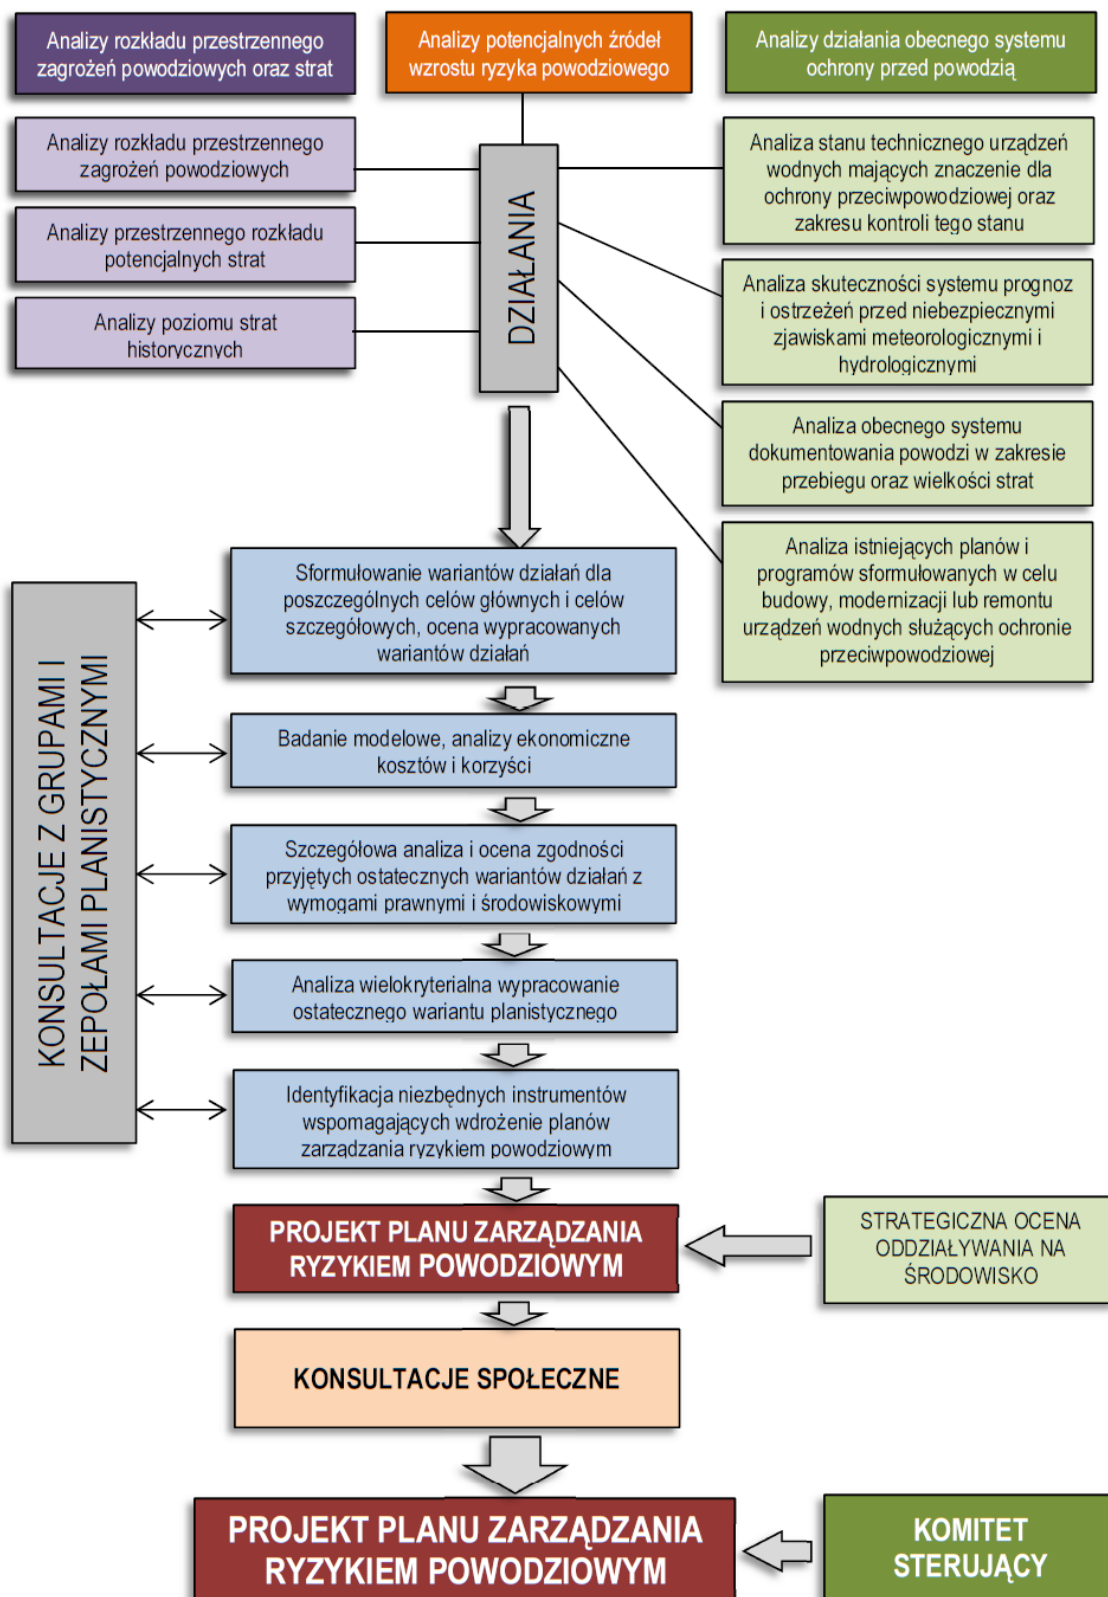 Analizy rozkładu przestrzennego
zagrożeń powodziowych oraz strat
Analizy potencjalnych źródeł
wzrostu ryzyka powodziowego
Analizy działania obecnego systemu
ochrony przed powodzią
Analizy rozkładu przestrzennego
zagrożeń powodziowych
Analizy przestrzennego rozkładu
potencjalnych strat
Analizy poziomu strat
historycznych
DZIAŁANIA
Analiza stanu technicznego urządzeń
wodnych mających znaczenie dla
ochrony przeciwpowodziowej oraz
zakresu kontroli tego stanu
Analiza skuteczności systemu prognoz
i ostrzeżeń przed niebezpiecznymi
zjawiskami meteorologicznymi i
hydrologicznymi
Analiza obecnego systemu
dokumentowania powodzi w zakresie
przebiegu oraz wielkości strat
Analiza istniejących planów i
programów sformułowanych w celu
budowy, modernizacji lub remontu
urządzeń wodnych służących ochronie
przeciwpowodziowej
KONSULTACJE Z GRUPAMI I
ZEPOŁAMI PLANISTYCZNYMI
Sformułowanie wariantów działań dla
poszczególnych celów głównych i celów
szczegółowych, ocena wypracowanych
wariantów działań
Badanie modelowe, analizy ekonomiczne
kosztów i korzyści
Szczegółowa analiza i ocena zgodności
przyjętych ostatecznych wariantów działań z
wymogami prawnymi i środowiskowymi
Analiza wielokryterialna wypracowanie
ostatecznego wariantu planistycznego
Identyfikacja niezbędnych instrumentów
wspomagających wdrożenie planów
zarządzania ryzykiem powodziowym
PROJEKT PLANU ZARZĄDZANIA
RYZYKIEM POWODZIOWYM
STRATEGICZNA OCENA
ODDZIAŁYWANIA NA
ŚRODOWISKO
KONSULTACJE SPOŁECZNE
PROJEKT PLANU ZARZĄDZANIA
RYZYKIEM POWODZIOWYM
KOMITET
STERUJĄCY